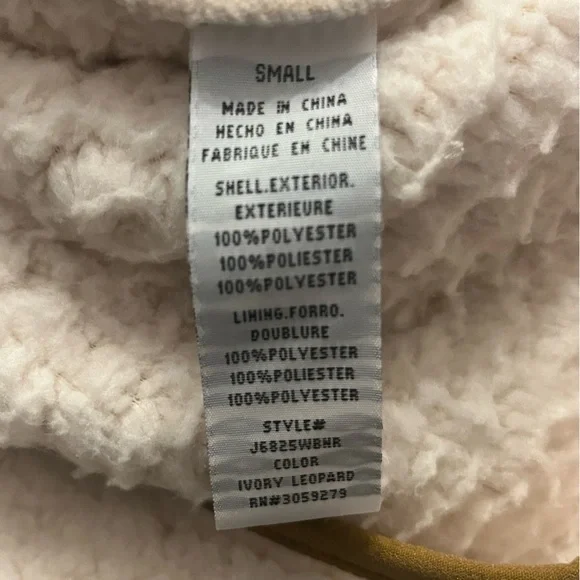 SMALL
MADE IN CHINA
HECHO EN CHINA
FABRIQUE EN CHINE
SHELL.EXTERIOR.
EXTERIEURE
100%POLYESTER
100%POLIESTER
100%POLYESTER
LINING.FORRO.
DOUBLURE
100%POLYESTER
100%POLIESTER
100%POLYESTER
STYLE#
J6825WBNR
COLOR
IVORY LEOPARD
RN#3059279